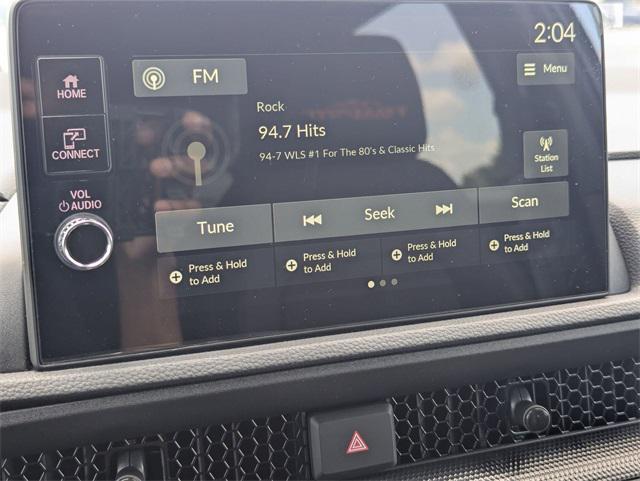 2:04
FM
Menu
HOME
Rock
94.7 Hits
94-7 WLS #1 For The 80's & Classic Hits
CONNECT
Station
List
VOL
AUDIO
Tune
Seek
Scan
Press & Hold
to Add
Press & Hold
to Add
Press & Hold
to Add
Press & Hold
to Add